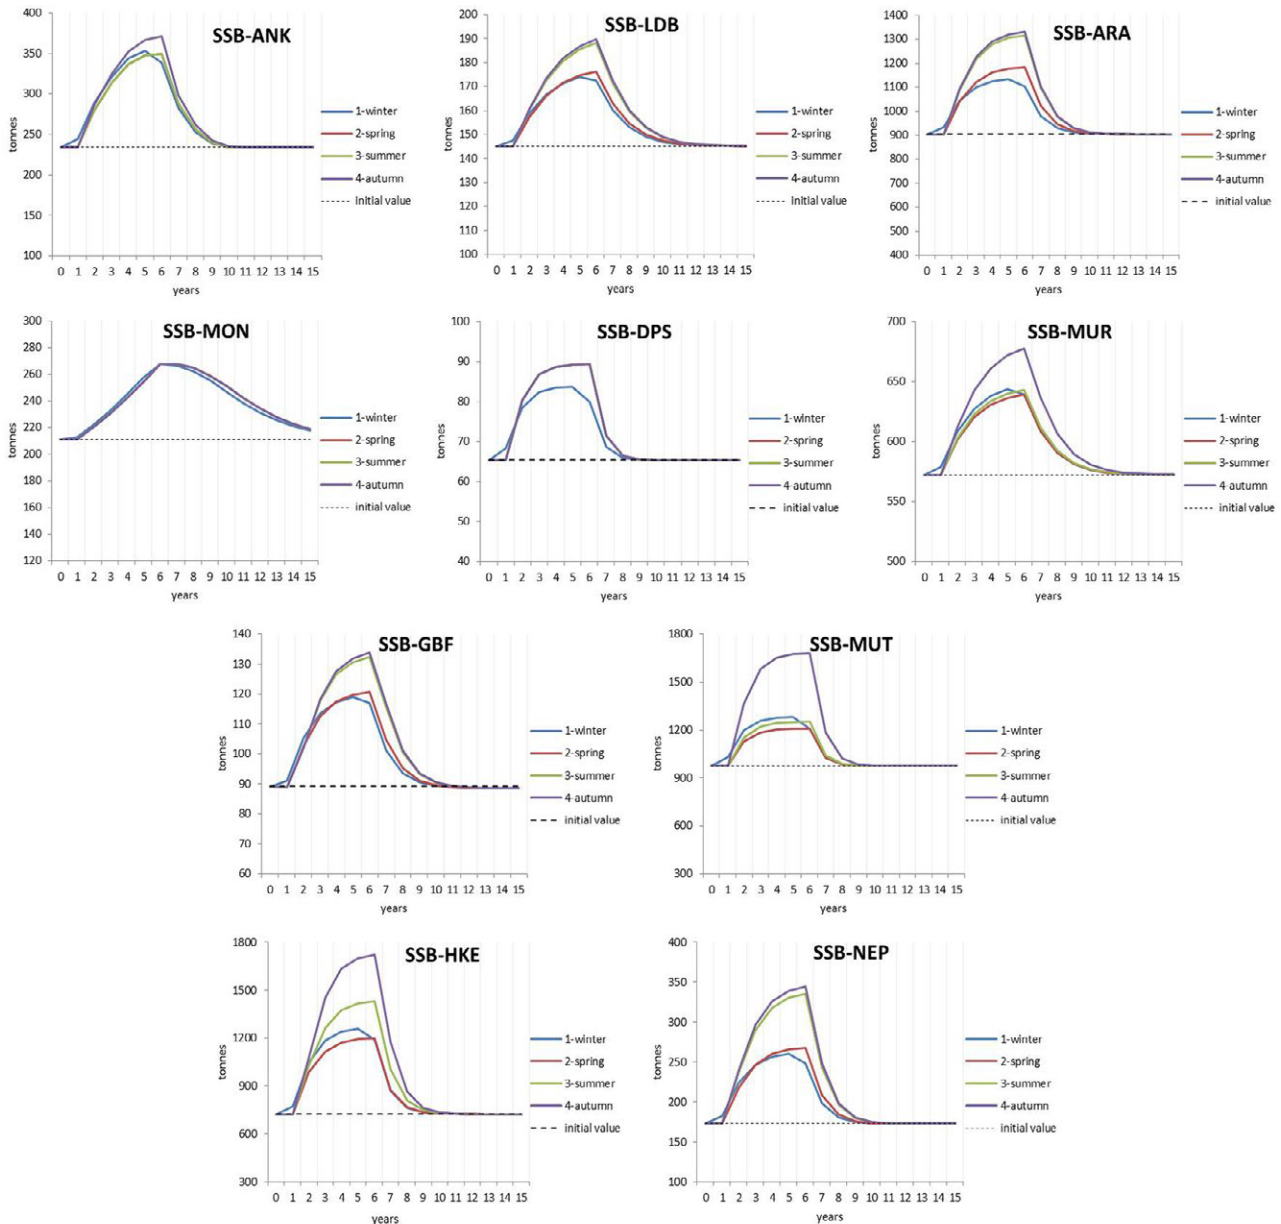 SSB-ANK
tonnes
400
350
300
250
200
150
100
0 1 2 3 4 5 6 7 8 9 10 11 12 13 14 15
years
1-winter
2-spring
3-summer
4-autumn
initial value
SSB-LDB
tonnes
200
190
180
170
160
150
140
130
120
110
100
0 1 2 3 4 5 6 7 8 9 10 11 12 13 14 15
years
1-winter
2-spring
3-summer
4-autumn
initial value
SSB-ARA
tonnes
1400
1300
1200
1100
1000
900
800
700
600
500
400
0 1 2 3 4 5 6 7 8 9 10 11 12 13 14 15
years
1-winter
2-spring
3-summer
4-autumn
initial value
SSB-MON
tonnes
300
280
260
240
220
200
180
160
140
120
0 1 2 3 4 5 6 7 8 9 10 11 12 13 14 15
years
1-winter
2-spring
3-summer
4-autumn
initial value
SSB-DPS
tonnes
100
90
80
70
60
50
40
0 1 2 3 4 5 6 7 8 9 10 11 12 13 14 15
years
1-winter
2-spring
3-summer
4-autumn
initial value
SSB-MUR
tonnes
700
650
600
550
500
0 1 2 3 4 5 6 7 8 9 10 11 12 13 14 15
years
1-winter
2-spring
3-summer
4-autumn
initial value
SSB-GBF
tonnes
140
130
120
110
100
90
80
70
60
0 1 2 3 4 5 6 7 8 9 10 11 12 13 14 15
years
1-winter
2-spring
3-summer
4-autumn
initial value
SSB-MUT
tonnes
1800
1500
1200
900
600
300
0 1 2 3 4 5 6 7 8 9 10 11 12 13 14 15
years
1-winter
2-spring
3-summer
4-autumn
initial value
SSB-HKE
tonnes
1800
1500
1200
900
600
300
0 1 2 3 4 5 6 7 8 9 10 11 12 13 14 15
years
1-winter
2-spring
3-summer
4-autumn
initial value
SSB-NEP
tonnes
400
350
300
250
200
150
100
0 1 2 3 4 5 6 7 8 9 10 11 12 13 14 15
years
1-winter
2-spring
3-summer
4-autumn
initial value